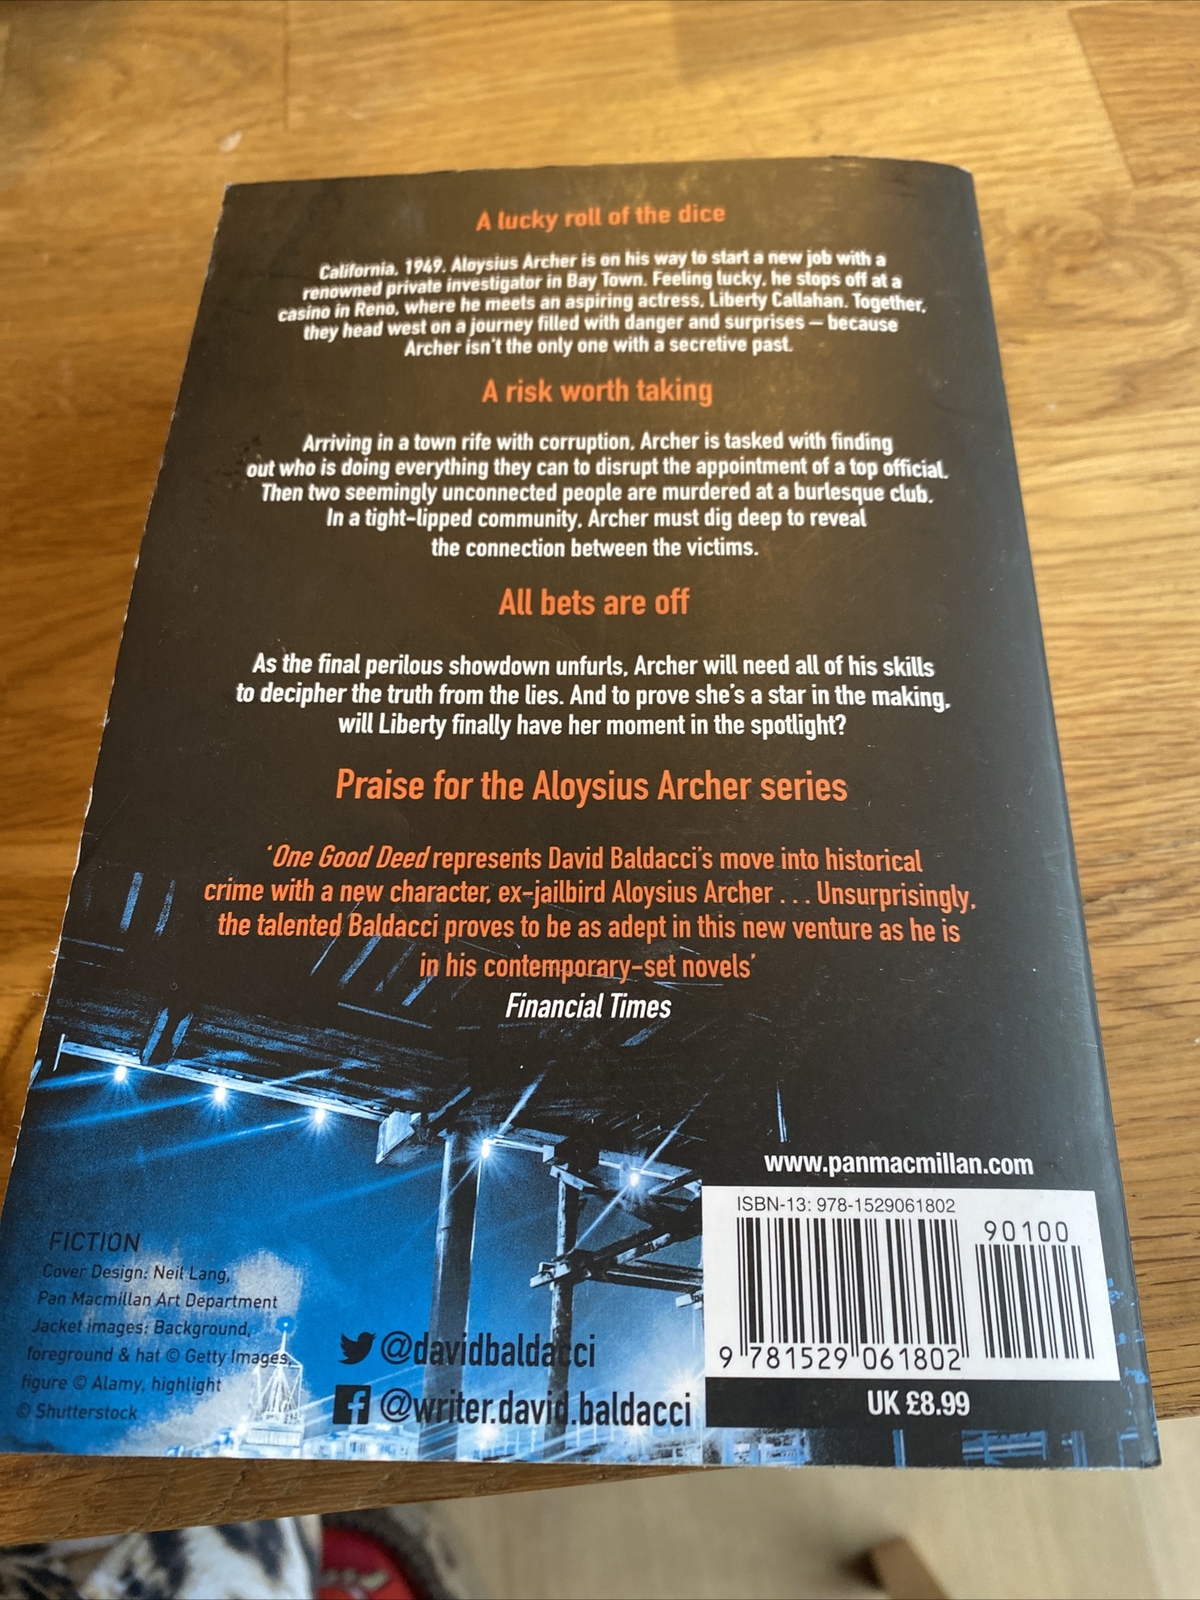 A lucky roll of the dice
California, 1949. Aloysius Archer is on his way to start a new job with a
renowned private investigator in Bay Town. Feeling lucky, he stops off at a
casino in Reno, where he meets an aspiring actress, Liberty Callahan. Together,
they head west on a journey filled with danger and surprises – because
Archer isn't the only one with a secretive past.
A risk worth taking
Arriving in a town rife with corruption, Archer is tasked with finding
out who is doing everything they can to disrupt the appointment of a top official.
Then two seemingly unconnected people are murdered at a burlesque club.
In a tight-lipped community, Archer must dig deep to reveal
the connection between the victims.
All bets are off
As the final perilous showdown unfurls, Archer will need all of his skills
to decipher the truth from the lies. And to prove she's a star in the making,
will Liberty finally have her moment in the spotlight?
Praise for the Aloysius Archer series
'One Good Deed represents David Baldacci's move into historical
crime with a new character, ex-jailbird Aloysius Archer . . . Unsurprisingly,
the talented Baldacci proves to be as adept in this new venture as he is
in his contemporary-set novels'
Financial Times
www.panmacmillan.com
ISBN-13: 978-1529061802
90100
9 781529 061802
UK £8.99
FICTION
Cover Design: Neil Lang,
Pan Macmillan Art Department
Jacket images: Background,
foreground & hat © Getty Images,
figure © Alamy, highlight
© Shutterstock
@davidbaldacci
@writer.david.baldacci